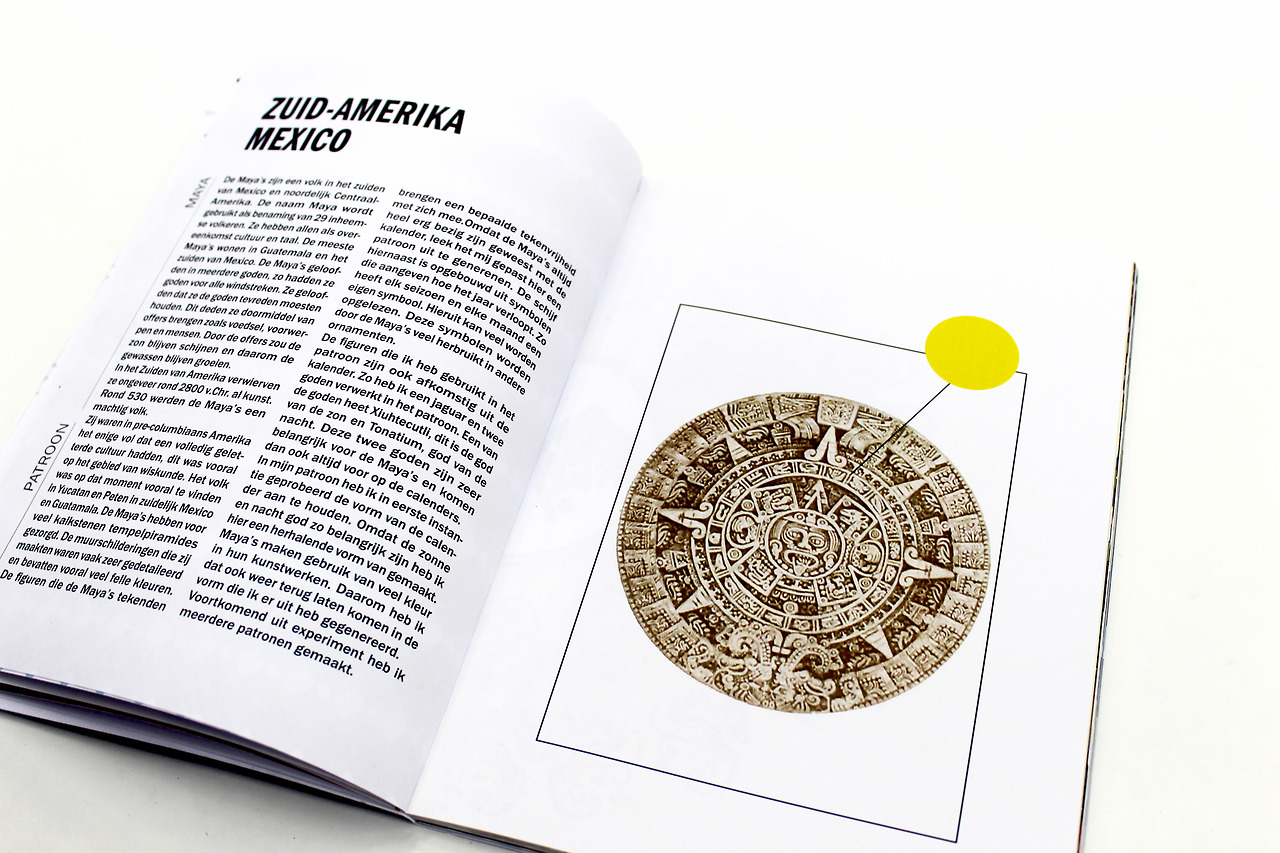 ZUID-AMERIKA
MEXICO
MAYA
De Maya's zijn een volk in het zuiden
van Mexico en noordelijk Centraal-
Amerika. De naam Maya wordt
gebruikt als benaming van 29 inheem-
se volkeren. Ze hebben allen als over-
eenkomst cultuur en taal. De meeste
Maya's wonen in Guatemala en het
zuiden van Mexico. De Maya's geloof-
den in meerdere goden, zo hadden ze
goden voor alle windstreken. Ze geloof-
den dat ze de goden tevreden moesten
houden. Dit deden ze doormiddel van
offers brengen zoals voedsel, voorwer-
pen en mensen. Door de offers zou de
zon blijven schijnen en daarom de
gewassen blijven groeien.
In het Zuiden van Amerika verwierven
ze ongeveer rond 2800 v.Chr. al kunst.
Rond 530 werden de Maya's een
machtig volk.
PATROON
Zij waren in pre-columbiaans Amerika
het enige vol dat een volledig gelet-
terde cultuur hadden, dit was vooral
op het gebied van wiskunde. Het volk
was op dat moment vooral te vinden
in Yucatan en Peten in zuidelijk Mexico
en Guatamala. De Maya's hebben voor
veel kalkstenen tempelpiramides
gezorgd. De muurschilderingen die zij
maakten waren vaak zeer gedetailleerd
en bevatten vooral veel felle kleuren.
De figuren die de Maya's tekenden
brengen een bepaalde tekenvrijheid
met zich mee.Omdat de Maya's altijd
heel erg bezig zijn geweest met de
kalender, leek het mij gepast hier een
patroon uit te generenen. De schijf
hiernaast is opgebouwd uit symbolen
die aangeven hoe het jaar verloopt. Zo
heeft elk seizoen en elke maand een
eigen symbool. Hieruit kan veel worden
opgelezen. Deze symbolen worden
door de Maya's veel herbruikt in andere
ornamenten.
De figuren die ik heb gebruikt in het
patroon zijn ook afkomstig uit de
kalender. Zo heb ik een jaguar en twee
goden verwerkt in het patroon. Een van
de goden heet Xiuhtecutli, dit is de god
van de zon en Tonatium, god van de
nacht. Deze twee goden zijn zeer
belangrijk voor de Maya's en komen
dan ook altijd voor op de calenders.
In mijn patroon heb ik in eerste instan-
tie geprobeerd de vorm van de calen-
der aan te houden. Omdat de zonne
en nacht god zo belangrijk zijn heb ik
hier een herhalende vorm van gemaakt.
Maya's maken gebruik van veel kleur
in hun kunstwerken. Daarom heb ik
dat ook weer terug laten komen in de
vorm die ik er uit heb gegenereerd.
Voortkomend uit experiment heb ik
meerdere patronen gemaakt.